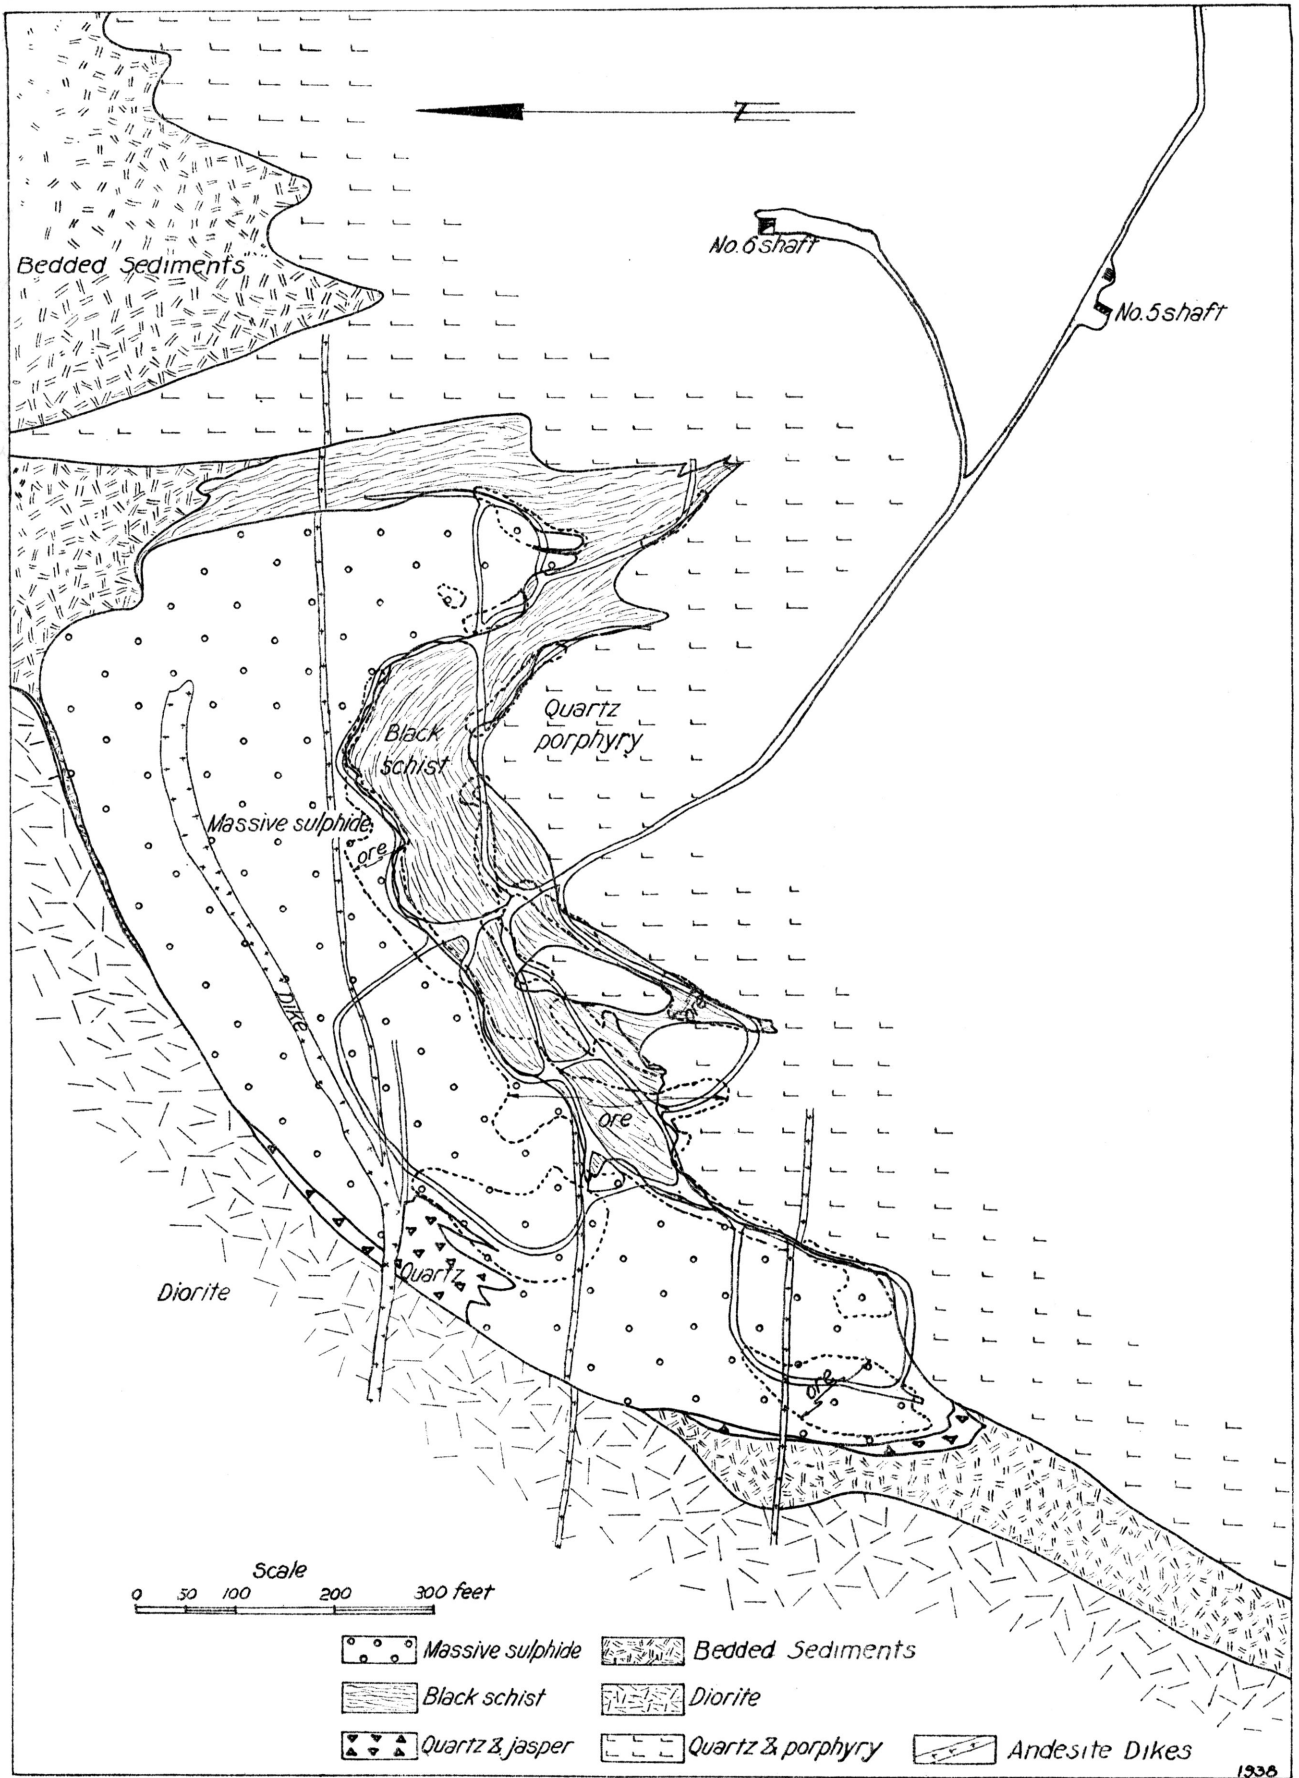 N
No. 6 shaft
Bedded Sediments
No. 5 shaft
Quartz
porphyry
Black
schist
Massive sulphide
ore
Dike
ore
Diorite
Quartz
ore
Scale
0 50 100 200 300 feet
Massive sulphide
Bedded Sediments
Black schist
Diorite
Quartz & jasper
Quartz & porphyry
Andesite Dikes
1938